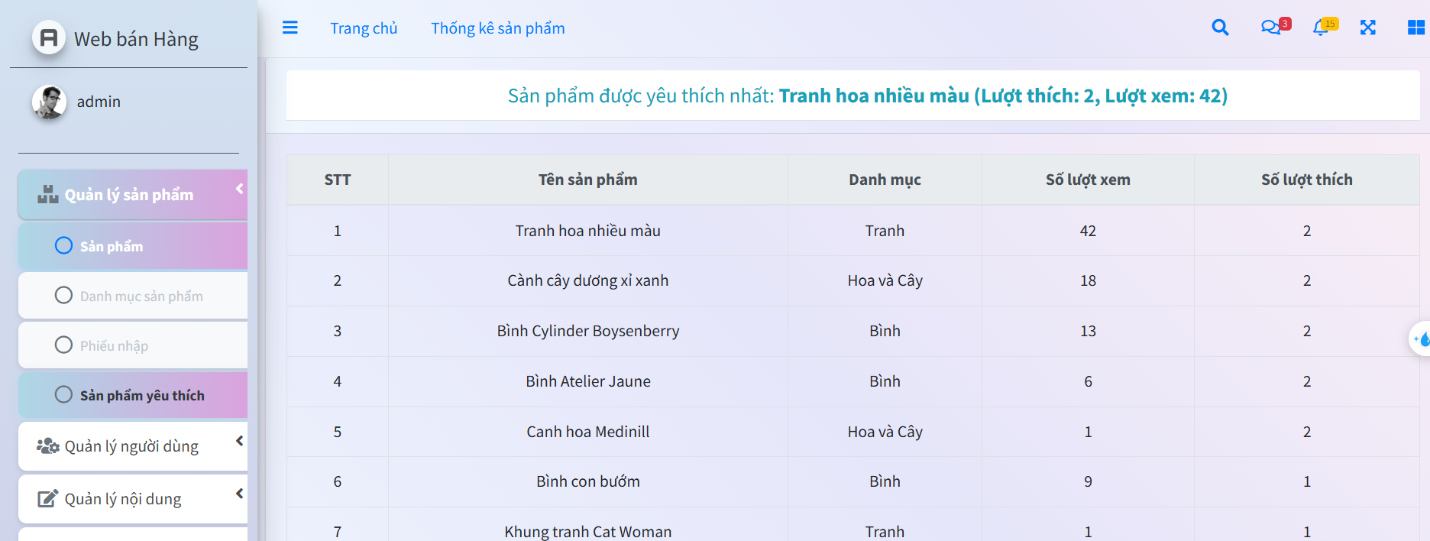 Web bán Hàng
admin
Quản lý sản phẩm
Sản phẩm
Danh mục sản phẩm
Phiếu nhập
Sản phẩm yêu thích
Quản lý người dùng
Quản lý nội dung
Trang chủ Thống kê sản phẩm 3 15
Sản phẩm được yêu thích nhất: Tranh hoa nhiều màu (Lượt thích: 2, Lượt xem: 42)
STT Tên sản phẩm Danh mục Số lượt xem Số lượt thích
1 Tranh hoa nhiều màu Tranh 42 2
2 Cành cây dương xỉ xanh Hoa và Cây 18 2
3 Bình Cylinder Boysenberry Bình 13 2
4 Bình Atelier Jaune Bình 6 2
5 Canh hoa Medinill Hoa và Cây 1 2
6 Bình con bướm Bình 9 1
7 Khung tranh Cat Woman Tranh 1 1